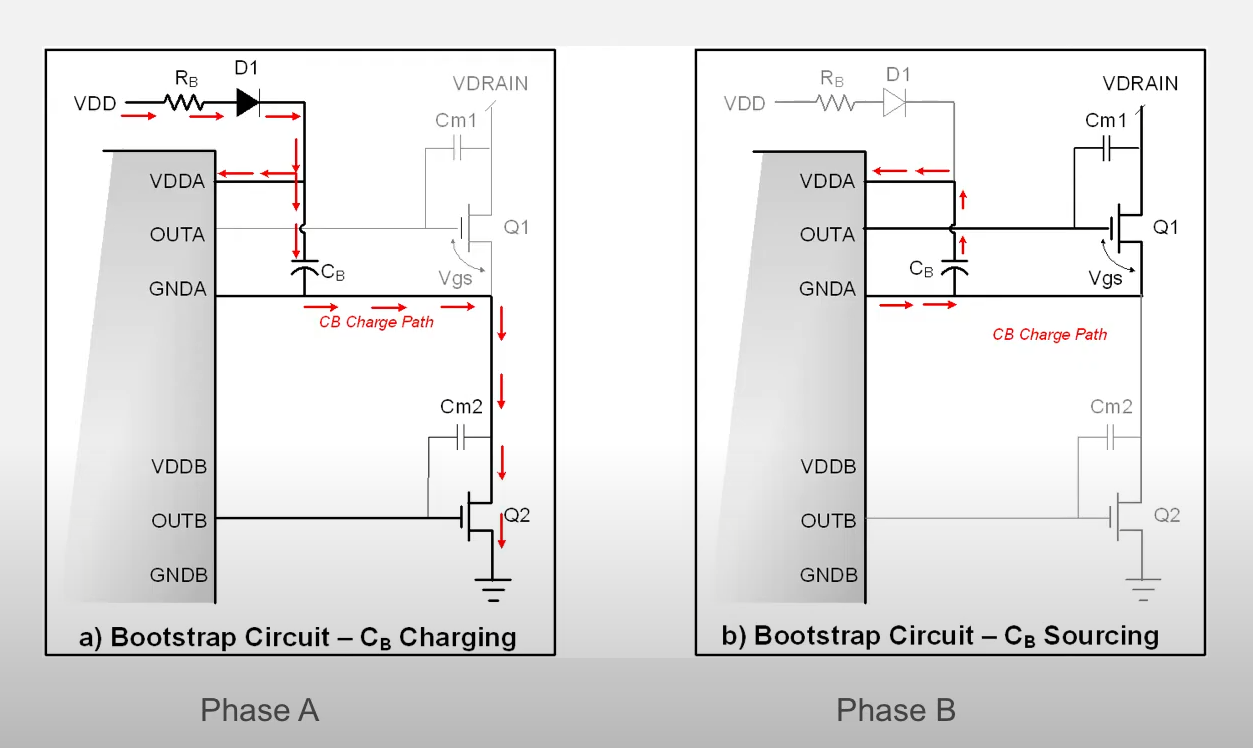 RB D1
VDD
VDRAIN
Cm1
VDDA
OUTA
Q1
CB
Vgs
GNDA
CB Charge Path
Cm2
VDDB
OUTB
Q2
GNDB
a) Bootstrap Circuit – CB Charging
Phase A
RB D1
VDD
VDRAIN
Cm1
VDDA
OUTA
Q1
CB
Vgs
GNDA
CB Charge Path
Cm2
VDDB
OUTB
Q2
GNDB
b) Bootstrap Circuit – CB Sourcing
Phase B